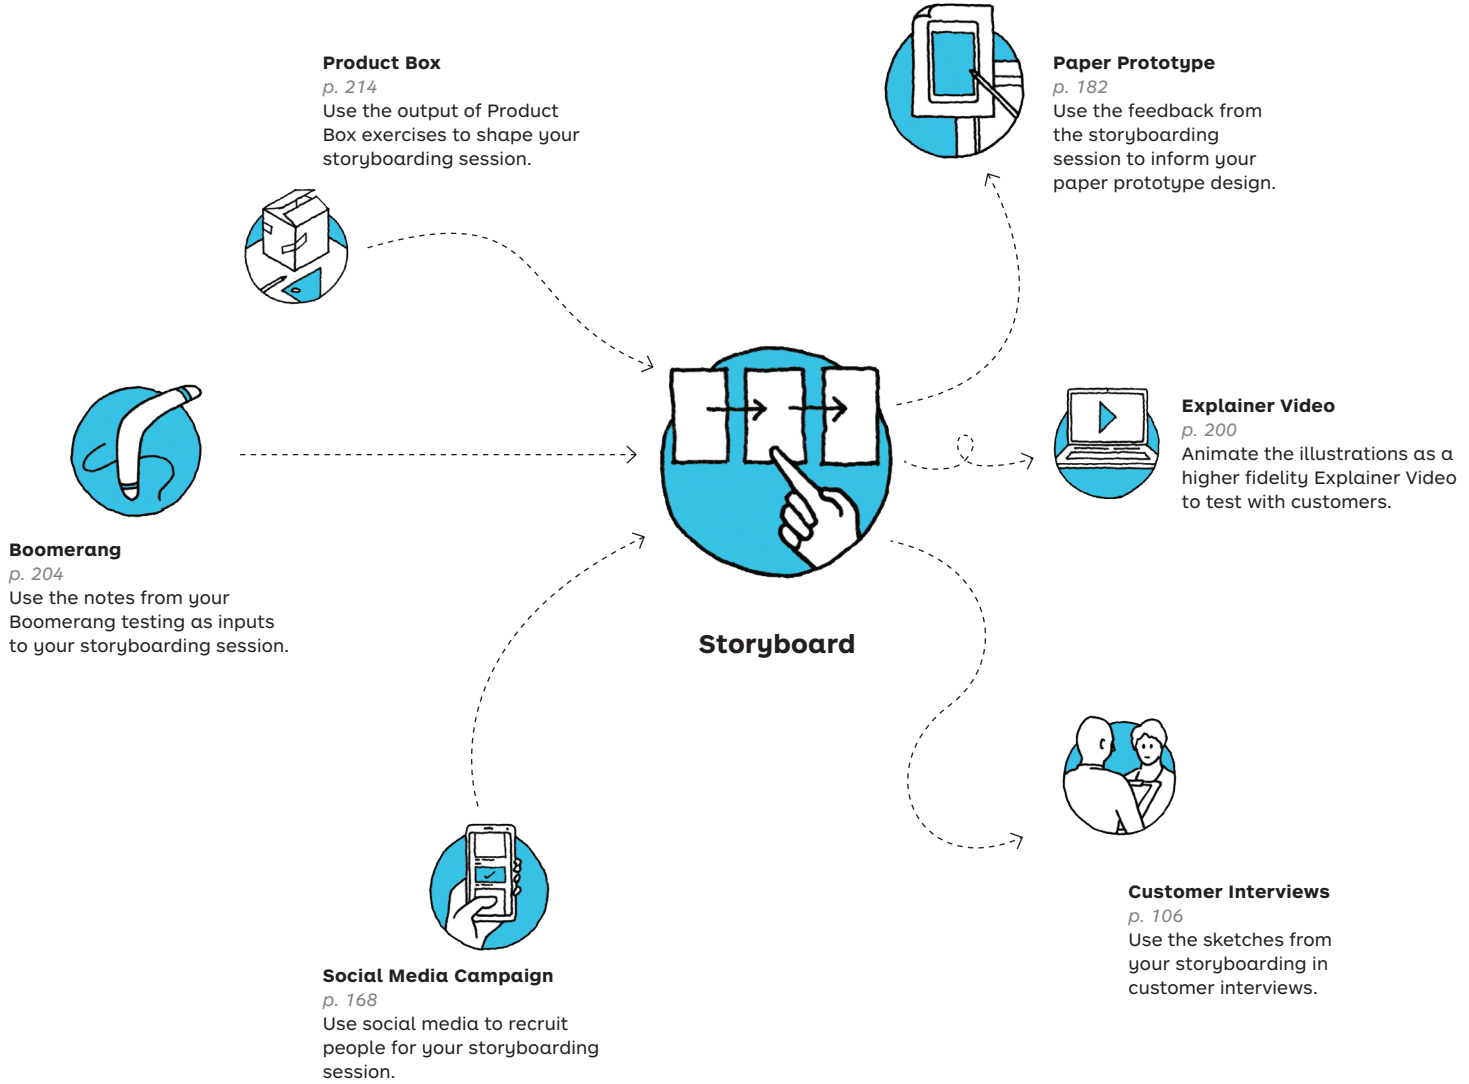 Product Box
p. 214
Use the output of Product
Box exercises to shape your
storyboarding session.
Paper Prototype
p. 182
Use the feedback from
the storyboarding
session to inform your
paper prototype design.
Boomerang
p. 204
Use the notes from your
Boomerang testing as inputs
to your storyboarding session.
Storyboard
Explainer Video
p. 200
Animate the illustrations as a
higher fidelity Explainer Video
to test with customers.
Social Media Campaign
p. 168
Use social media to recruit
people for your storyboarding
session.
Customer Interviews
p. 106
Use the sketches from
your storyboarding in
customer interviews.